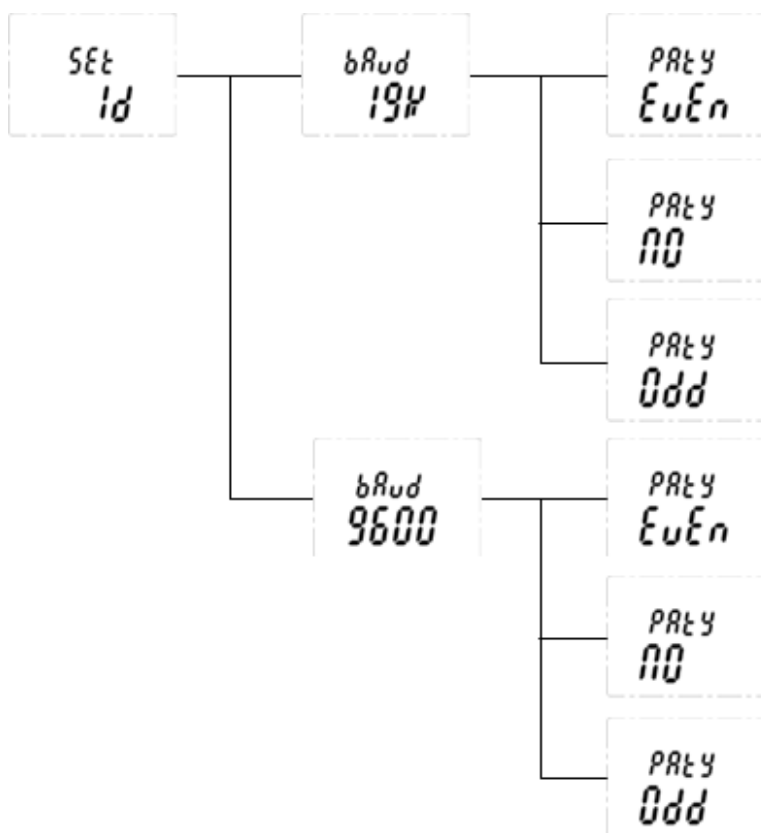 SEt
Id
bAud
19K
PAtY
EvEn
PAtY
NO
PAtY
Odd
bAud
9600
PAtY
EvEn
PAtY
NO
PAtY
Odd